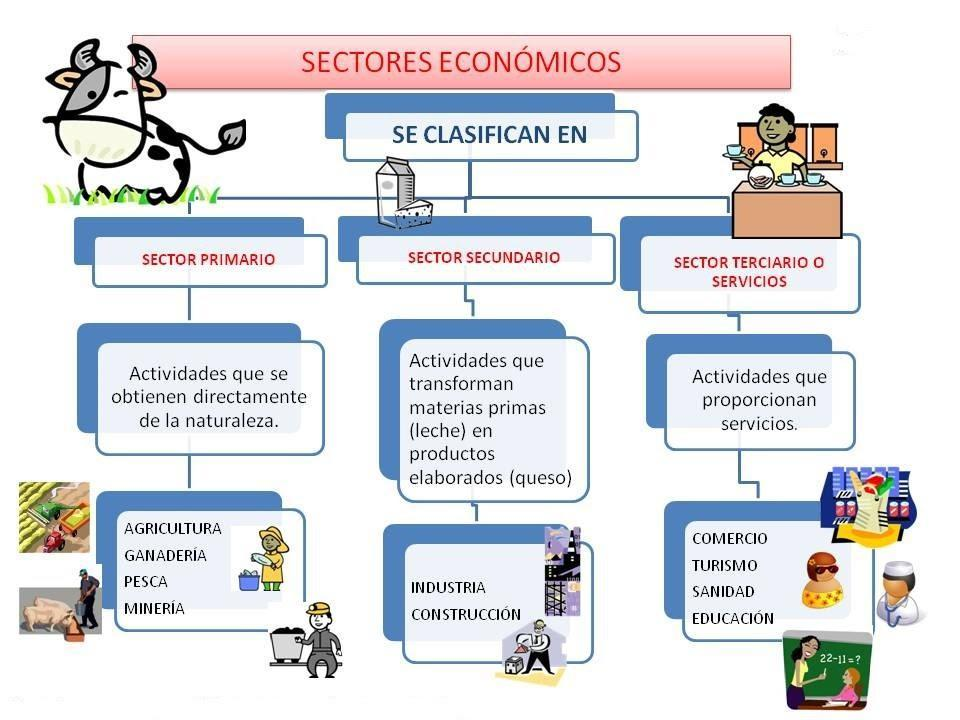 SECTORES ECONÓMICOS
SE CLASIFICAN EN
SECTOR PRIMARIO
SECTOR SECUNDARIO
SECTOR TERCIARIO O
SERVICIOS
Actividades que se
obtienen directamente
de la naturaleza.
Actividades que
transforman
materias primas
(leche) en
productos
elaborados (queso)
Actividades que
proporcionan
servicios.
AGRICULTURA
GANADERÍA
PESCA
MINERÍA
INDUSTRIA
CONSTRUCCIÓN
COMERCIO
TURISMO
SANIDAD
EDUCACIÓN
22-11=?